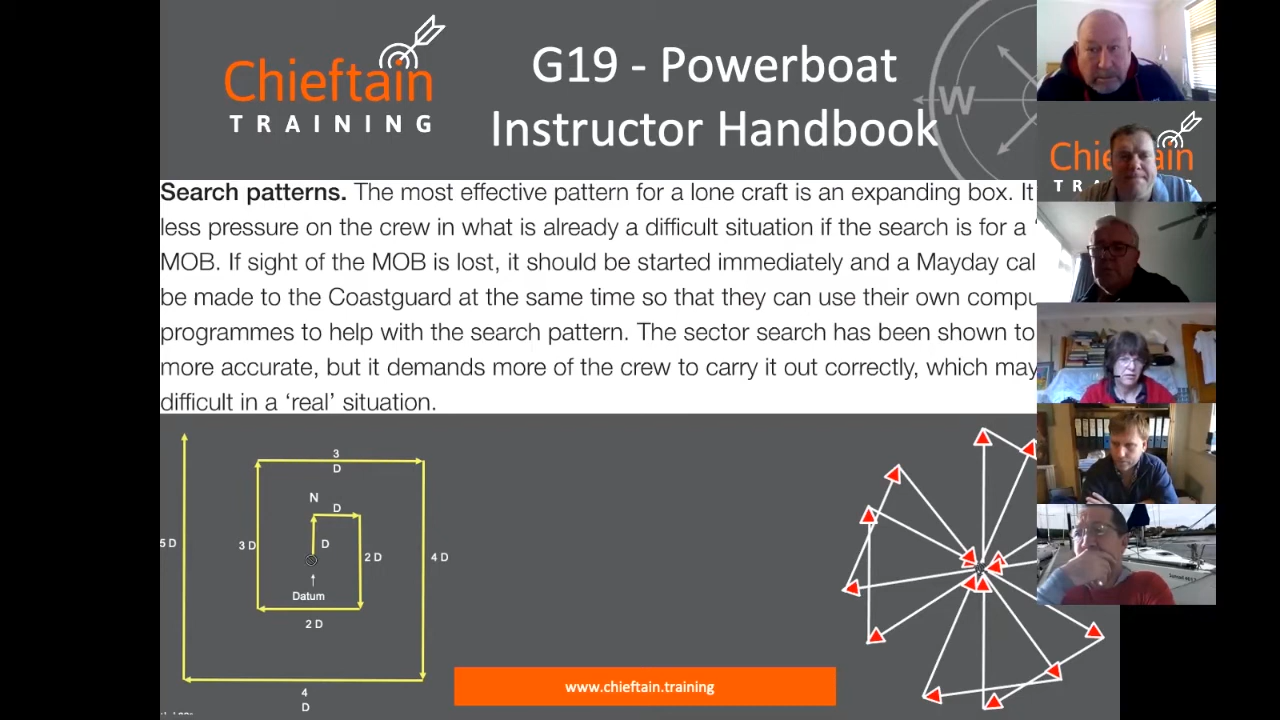 Chieftain
TRAINING
G19 - Powerboat
Instructor Handbook
W
Search patterns. The most effective pattern for a lone craft is an expanding box. It
less pressure on the crew in what is already a difficult situation if the search is for a '
MOB. If sight of the MOB is lost, it should be started immediately and a Mayday cal
be made to the Coastguard at the same time so that they can use their own compu
programmes to help with the search pattern. The sector search has been shown to
more accurate, but it demands more of the crew to carry it out correctly, which may
difficult in a 'real' situation.
3
D
N
D
5 D
3 D
D
2 D
4 D
Datum
2 D
4
D
www.chieftain.training
Chieftain